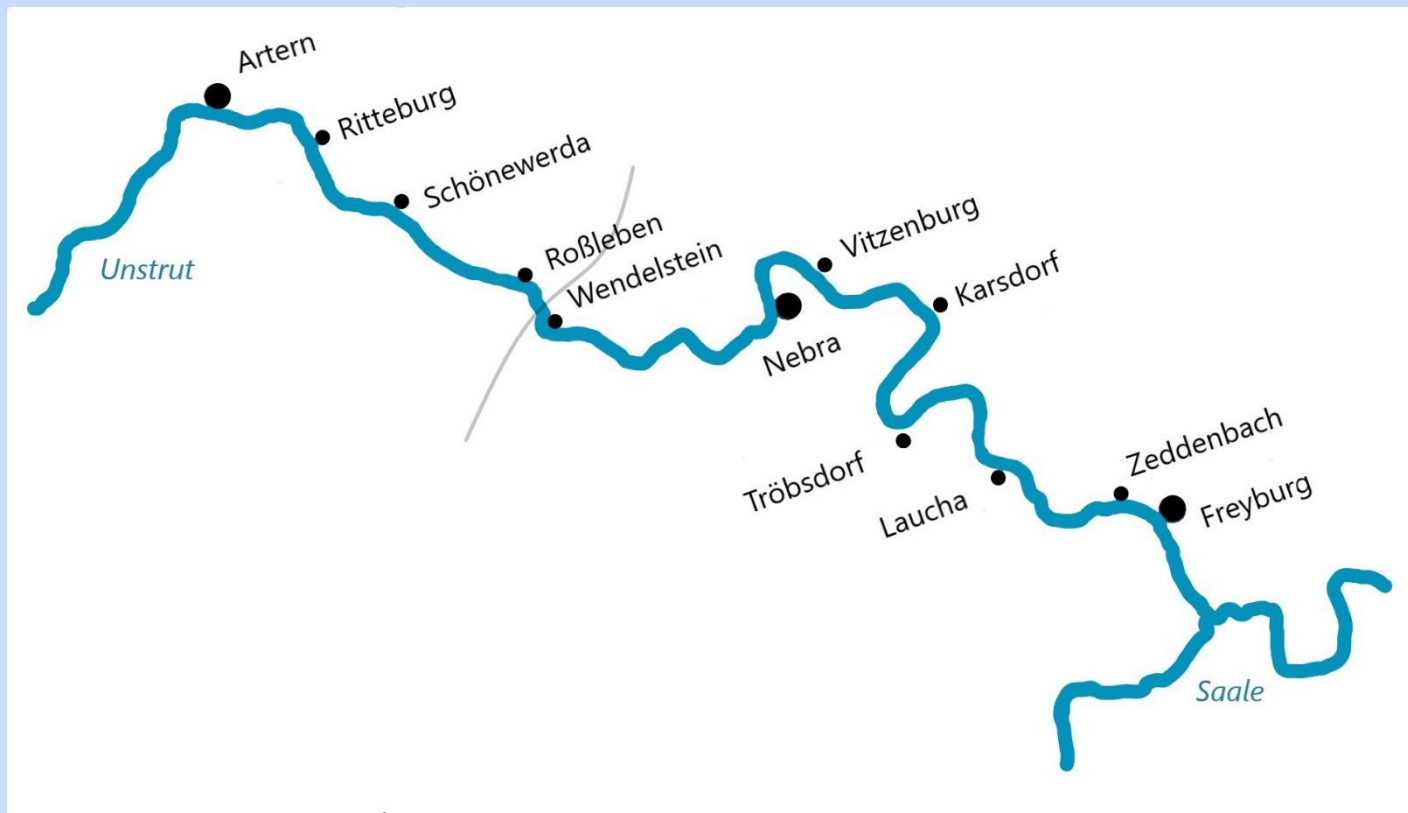 Artern
Ritteburg
Schönewerda
Roßleben
Wendelstein
Vitzenburg
Karsdorf
Nebra
Unstrut
Tröbsdorf
Laucha
Zeddenbach
Freyburg
Saale